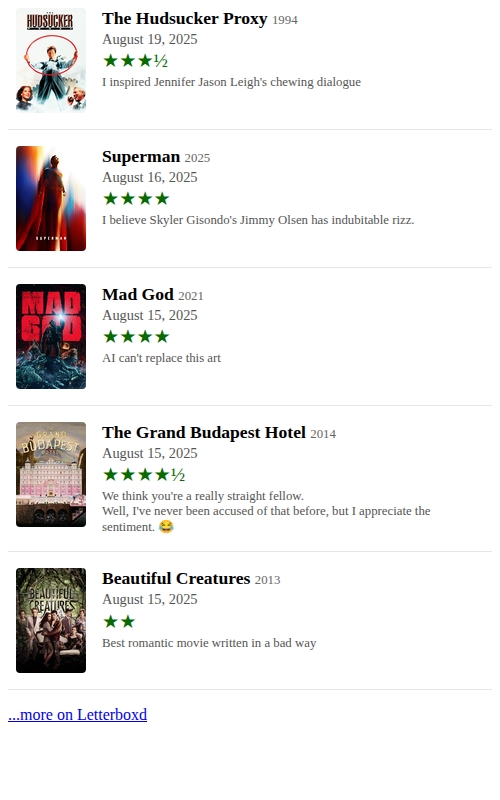 THE
HUDSUCKER
The Hudsucker Proxy 1994
August 19, 2025
★★★½
I inspired Jennifer Jason Leigh's chewing dialogue
SUPERMAN
Superman 2025
August 16, 2025
★★★★
I believe Skyler Gisondo's Jimmy Olsen has indubitable rizz.
MAD
GOD
Mad God 2021
August 15, 2025
★★★★
AI can't replace this art
GRAND
BUDAPEST
The Grand Budapest Hotel 2014
August 15, 2025
★★★★½
We think you're a really straight fellow.
Well, I've never been accused of that before, but I appreciate the
sentiment. 😂
BEAUTIFUL
CREATURES
Beautiful Creatures 2013
August 15, 2025
★★
Best romantic movie written in a bad way
...more on Letterboxd